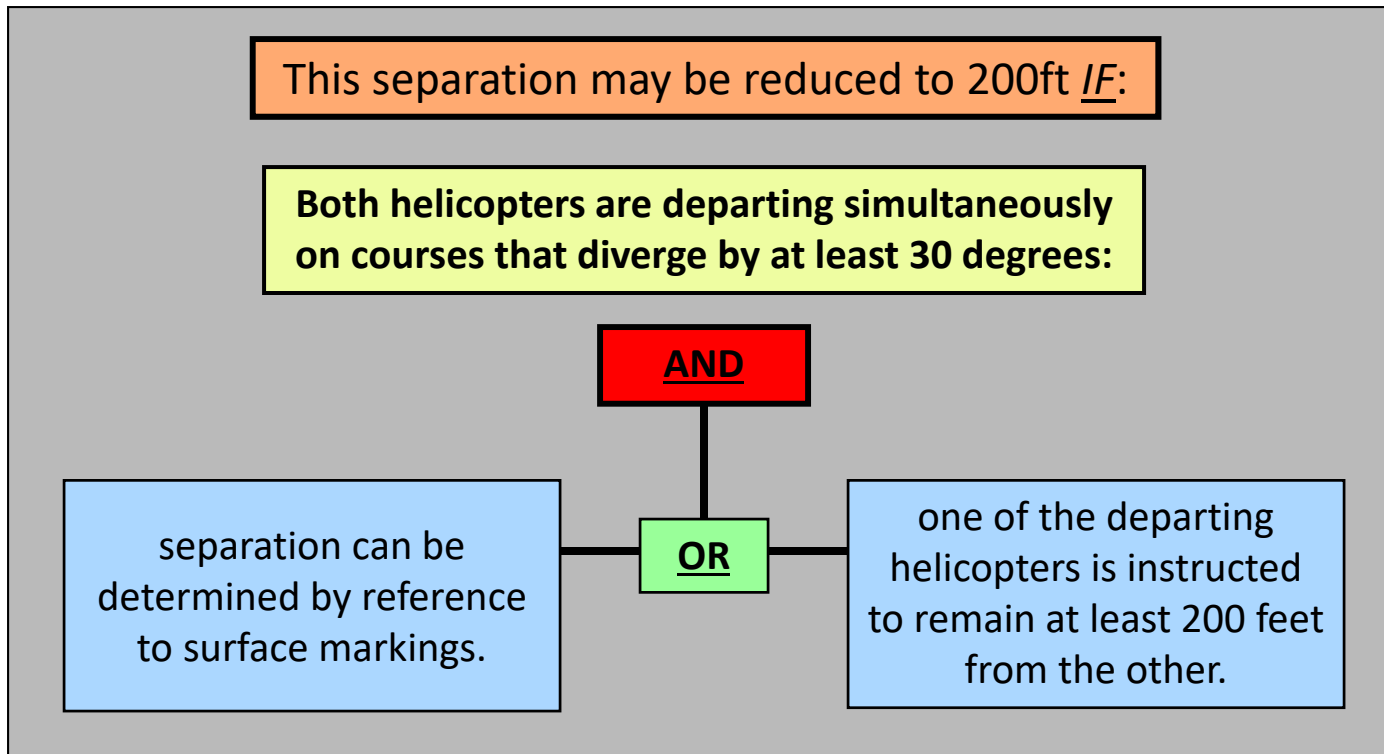 This separation may be reduced to 200ft IF:
Both helicopters are departing simultaneously
on courses that diverge by at least 30 degrees:
AND
separation can be
determined by reference
to surface markings.
OR
one of the departing
helicopters is instructed
to remain at least 200 feet
from the other.